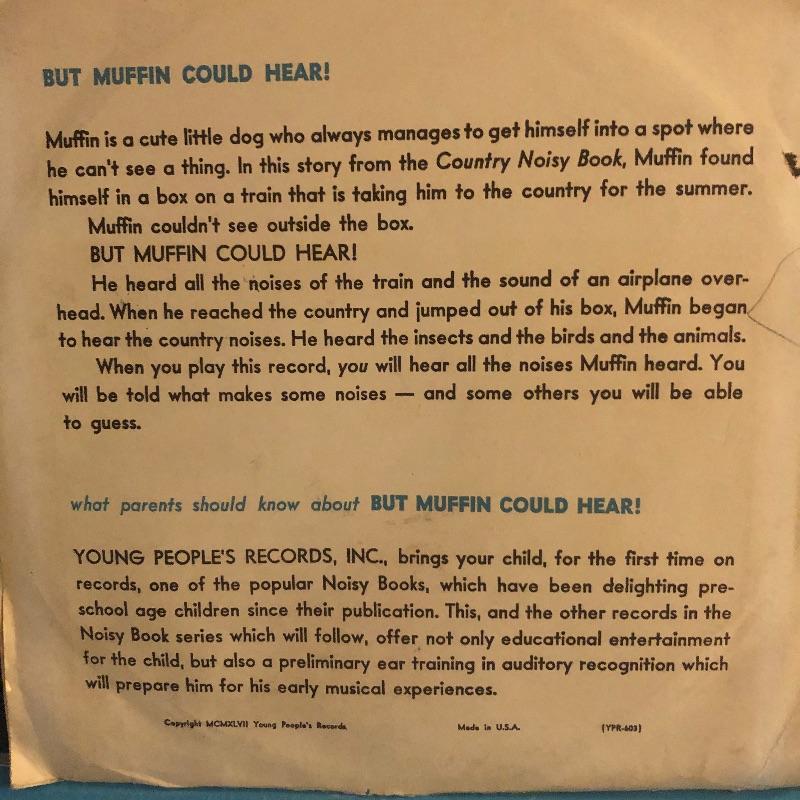 BUT MUFFIN COULD HEAR!
Muffin is a cute little dog who always manages to get himself into a spot where
he can't see a thing. In this story from the Country Noisy Book, Muffin found
himself in a box on a train that is taking him to the country for the summer.
Muffin couldn't see outside the box.
BUT MUFFIN COULD HEAR!
He heard all the noises of the train and the sound of an airplane over-
head. When he reached the country and jumped out of his box, Muffin began
to hear the country noises. He heard the insects and the birds and the animals.
When you play this record, you will hear all the noises Muffin heard. You
will be told what makes some noises — and some others you will be able
to guess.
what parents should know about BUT MUFFIN COULD HEAR!
YOUNG PEOPLE'S RECORDS, INC., brings your child, for the first time on
records, one of the popular Noisy Books, which have been delighting pre-
school age children since their publication. This, and the other records in the
Noisy Book series which will follow, offer not only educational entertainment
for the child, but also a preliminary ear training in auditory recognition which
will prepare him for his early musical experiences.
Copyright MCMXLVII Young People's Records. Made in U.S.A. (YPR-603)